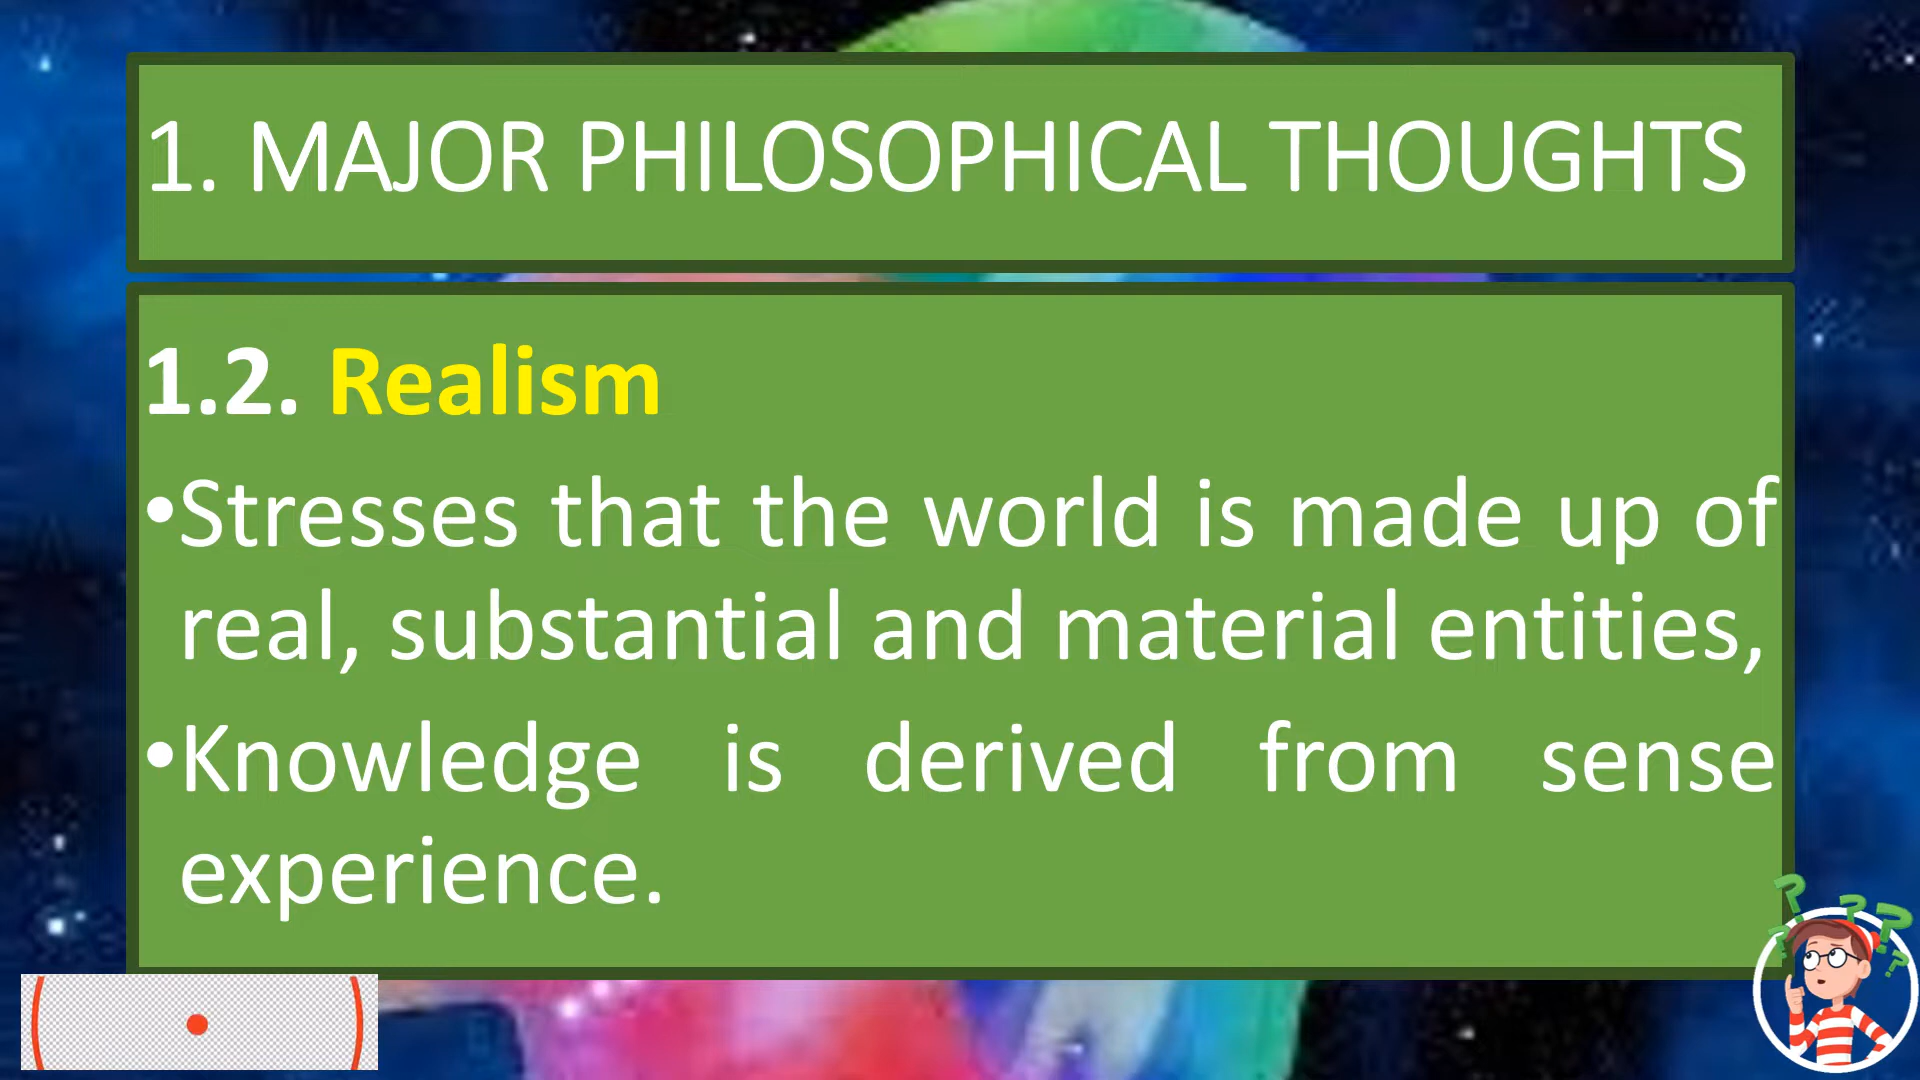 1. MAJOR PHILOSOPHICAL THOUGHTS
1.2. Realism
•Stresses that the world is made up of
real, substantial and material entities,
•Knowledge is derived from sense
experience.